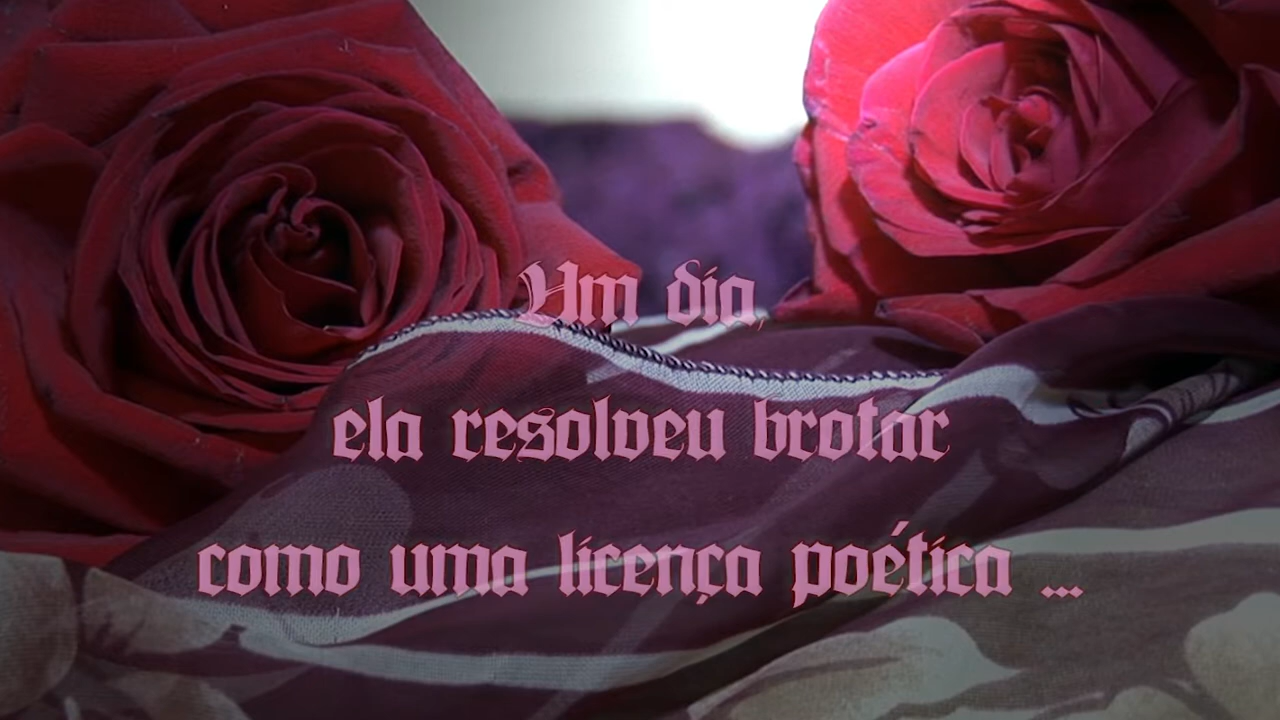 Um dia,
ela resolveu brotar
como uma licença poética ...